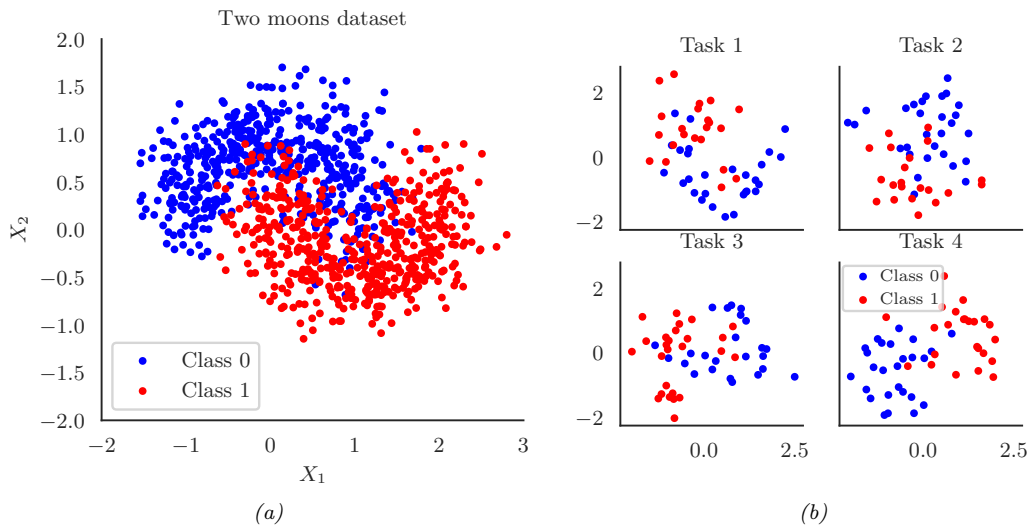 Two moons dataset
2.0
1.5
1.0
0.5
0.0
−0.5
−1.0
−1.5
−2.0
X2
Class 0
Class 1
−2
−1
0
1
2
3
X1
(a)
Task 1
Task 2
2
0
−2
Task 3
Task 4
2
0
−2
Class 0
Class 1
0.0
2.5
0.0
2.5
(b)